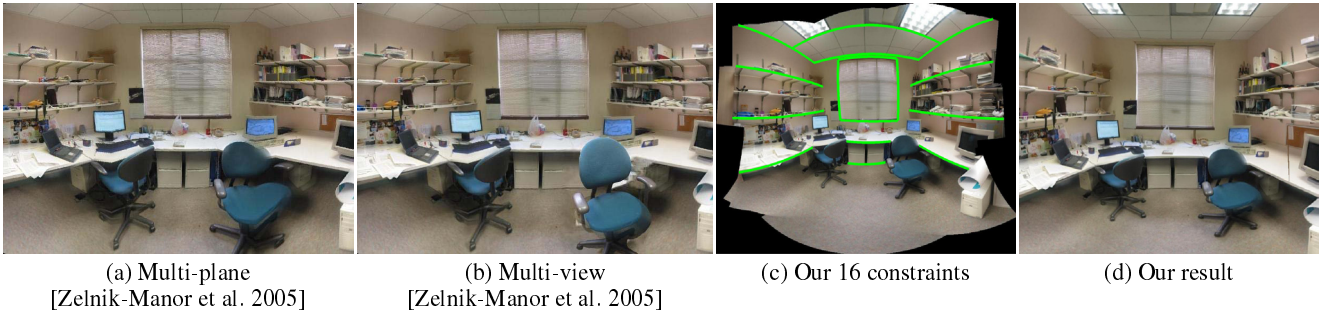 (a) Multi-plane
[Zelnik-Manor et al. 2005]
(b) Multi-view
[Zelnik-Manor et al. 2005]
(c) Our 16 constraints
(d) Our result